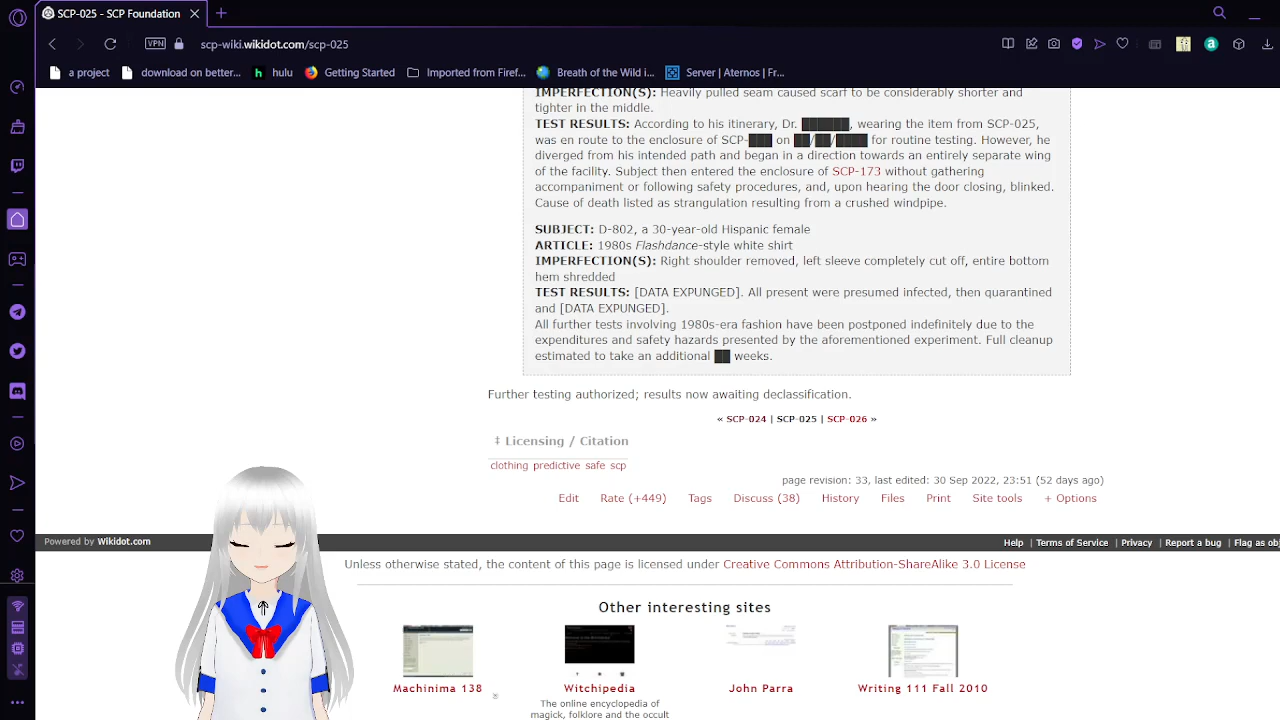 SCP-025 - SCP Foundation
VPN
scp-wiki.wikidot.com/scp-025
a project
download on better...
hulu
Getting Started
Imported from Firef...
Breath of the Wild i...
Server | Aternos | Fr...
IMPERFECTION(S): Heavily pulled seam caused scarf to be considerably shorter and
tighter in the middle.
TEST RESULTS: According to his itinerary, Dr. ██████, wearing the item from SCP-025,
was en route to the enclosure of SCP-███ on ██/██/████ for routine testing. However, he
diverged from his intended path and began in a direction towards an entirely separate wing
of the facility. Subject then entered the enclosure of SCP-173 without gathering
accompaniment or following safety procedures, and, upon hearing the door closing, blinked.
Cause of death listed as strangulation resulting from a crushed windpipe.
SUBJECT: D-802, a 30-year-old Hispanic female
ARTICLE: 1980s Flashdance-style white shirt
IMPERFECTION(S): Right shoulder removed, left sleeve completely cut off, entire bottom
hem shredded
TEST RESULTS: [DATA EXPUNGED]. All present were presumed infected, then quarantined
and [DATA EXPUNGED].
All further tests involving 1980s-era fashion have been postponed indefinitely due to the
expenditures and safety hazards presented by the aforementioned experiment. Full cleanup
estimated to take an additional ██ weeks.
Further testing authorized; results now awaiting declassification.
« SCP-024 | SCP-025 | SCP-026 »
‡ Licensing / Citation
clothing predictive safe scp
page revision: 33, last edited: 30 Sep 2022, 23:51 (52 days ago)
Edit Rate (+449) Tags Discuss (38) History Files Print Site tools + Options
Powered by Wikidot.com
Help | Terms of Service | Privacy | Report a bug | Flag as ob
Unless otherwise stated, the content of this page is licensed under Creative Commons Attribution-ShareAlike 3.0 License
Other interesting sites
Machinima 138
Witchipedia
John Parra
Writing 111 Fall 2010
The online encyclopedia of
magick, folklore and the occult